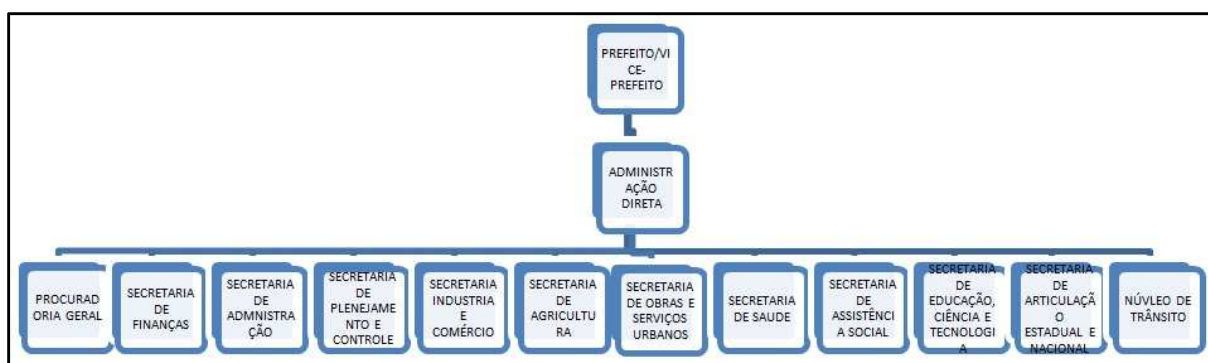 PREFEITO/VI
CE-
PREFEITO
ADMINISTR
AÇÃO
DIRETA
PROCURAD
ORIA GERAL
SECRETARIA
DE
FINANÇAS
SECRETARIA
DE
ADMNISTRA
ÇÃO
SECRETARIA
DE
PLENEJAME
NTO E
CONTROLE
SECRETARIA
INDUSTRIA
E
COMÉRCIO
SECRETARIA
DE
AGRICULTU
RA
SECRETARIA
DE OBRAS E
SERVIÇOS
URBANOS
SECRETARIA
DE SAUDE
SECRETARIA
DE
ASSISTÊNCI
A SOCIAL
SECRETARIA
DE
EDUCAÇÃO,
CIÊNCIA E
TECNOLOGI
A
SECRETARIA
DE
ARTICULAÇÃ
O
ESTADUAL E
NACIONAL
NÚVLEO DE
TRÂNSITO